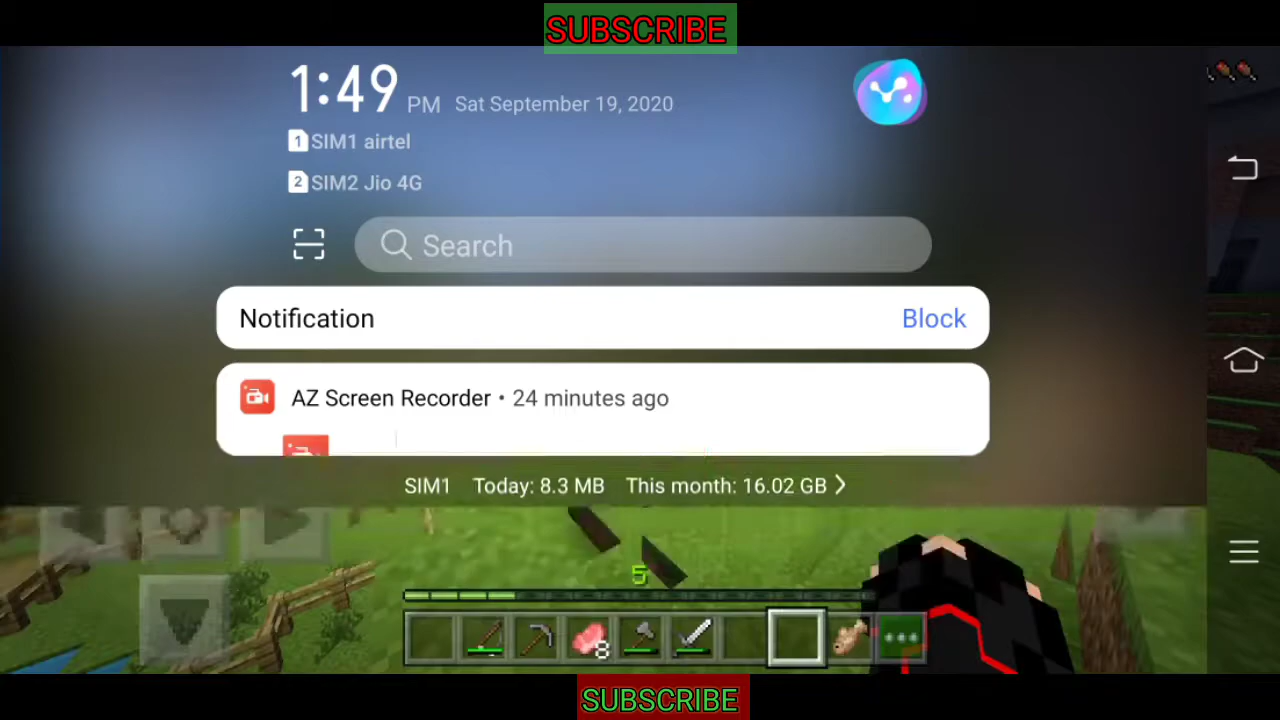 SUBSCRIBE
1:49 PM Sat September 19, 2020
1 SIM1 airtel
2 SIM2 Jio 4G
Search
Notification Block
AZ Screen Recorder • 24 minutes ago
SIM1 Today: 8.3 MB This month: 16.02 GB
5
8
SUBSCRIBE